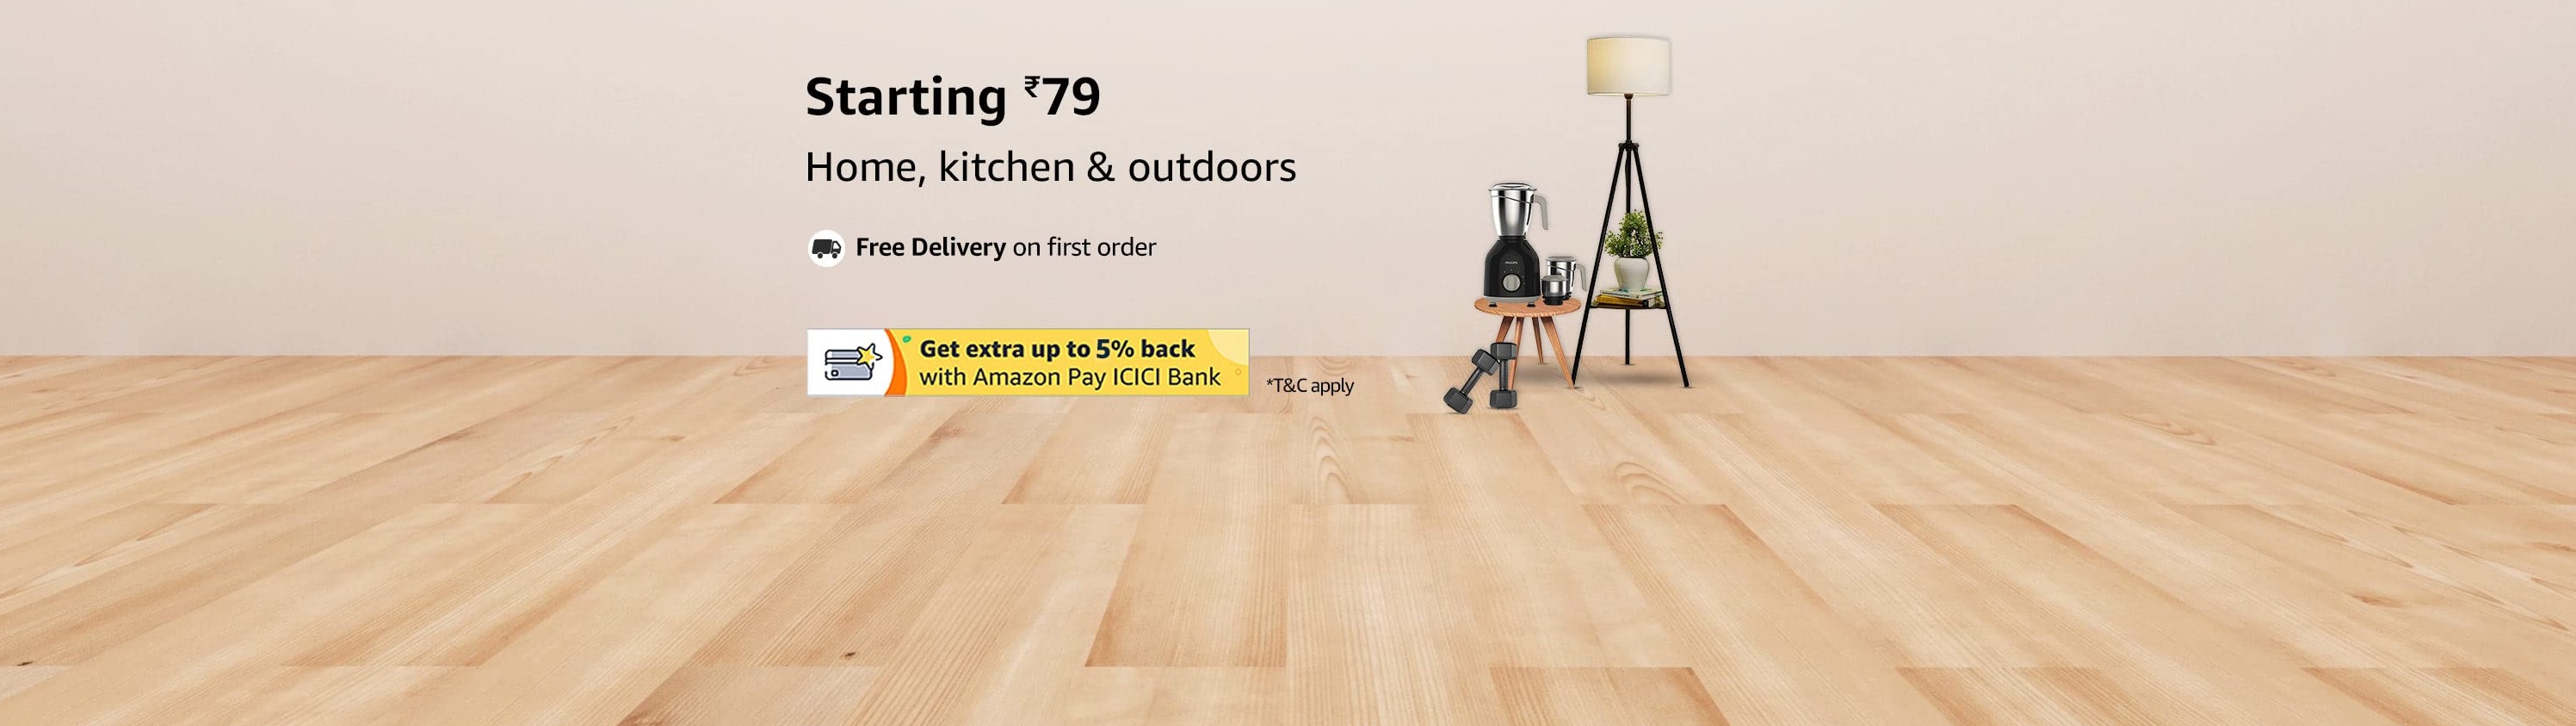 Starting ₹79
Home, kitchen & outdoors
Free Delivery on first order
Get extra up to 5% back
with Amazon Pay ICICI Bank
*T&C apply